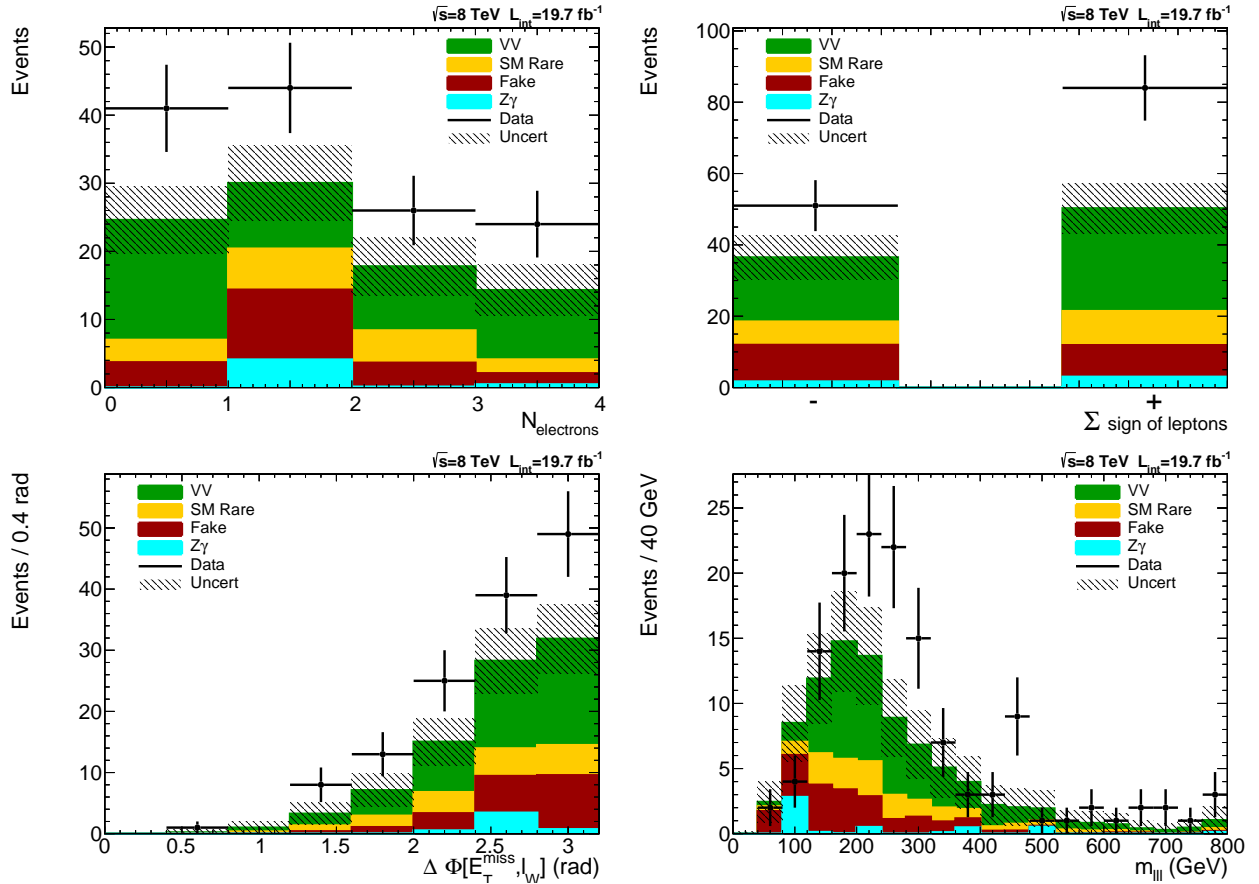 √s=8 TeV L_int=19.7 fb⁻¹
Events
50
40
30
20
10
0
VV
SM Rare
Fake
Zγ
Data
Uncert
0 1 2 3 4
N_electrons
√s=8 TeV L_int=19.7 fb⁻¹
Events
100
80
60
40
20
0
VV
SM Rare
Fake
Zγ
Data
Uncert
- +
Σ sign of leptons
√s=8 TeV L_int=19.7 fb⁻¹
Events / 0.4 rad
50
40
30
20
10
0
VV
SM Rare
Fake
Zγ
Data
Uncert
0 0.5 1 1.5 2 2.5 3
Δ Φ[E_T^miss,l_W] (rad)
√s=8 TeV L_int=19.7 fb⁻¹
Events / 40 GeV
25
20
15
10
5
0
VV
SM Rare
Fake
Zγ
Data
Uncert
0 100 200 300 400 500 600 700 800
m_lll (GeV)